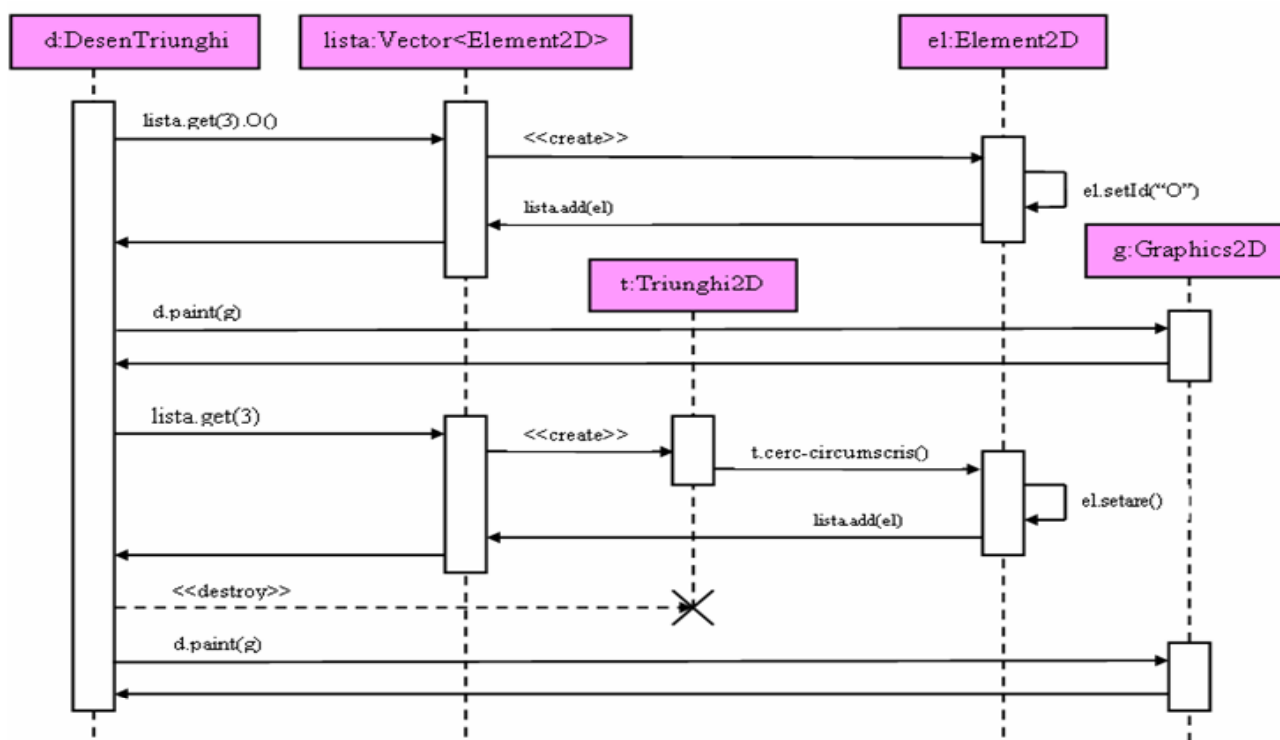 d:DesenTriunghi
lista:Vector<Element2D>
el:Element2D
lista.get(3).O()
<<create>>
el.setId(“O”)
lista.add(el)
g:Graphics2D
t:Triunghi2D
d.paint(g)
lista.get(3)
<<create>>
t.cerc-circumscris()
el.setare()
lista.add(el)
<<destroy>>
d.paint(g)